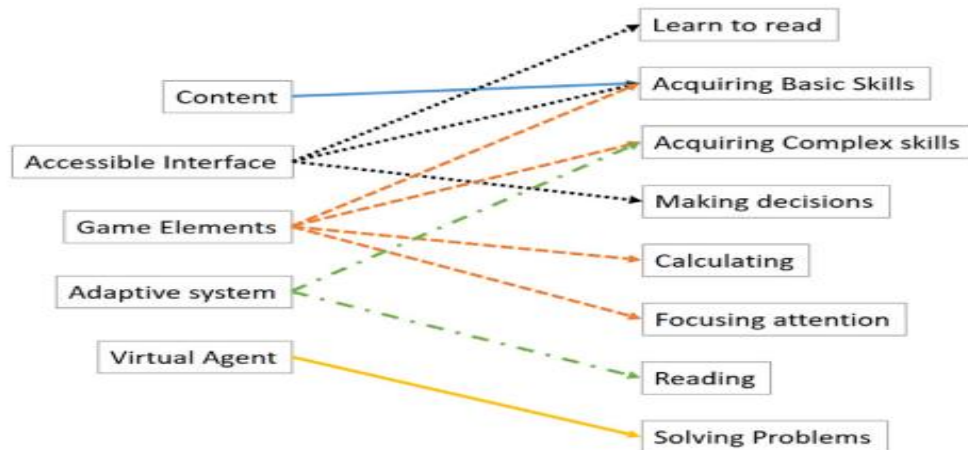 Content
Accessible Interface
Game Elements
Adaptive system
Virtual Agent
Learn to read
Acquiring Basic Skills
Acquiring Complex skills
Making decisions
Calculating
Focusing attention
Reading
Solving Problems